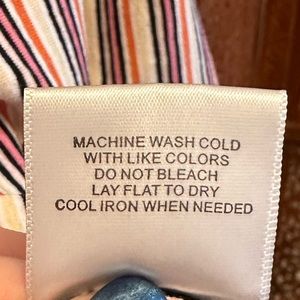 MACHINE WASH COLD
WITH LIKE COLORS
DO NOT BLEACH
LAY FLAT TO DRY
COOL IRON WHEN NEEDED